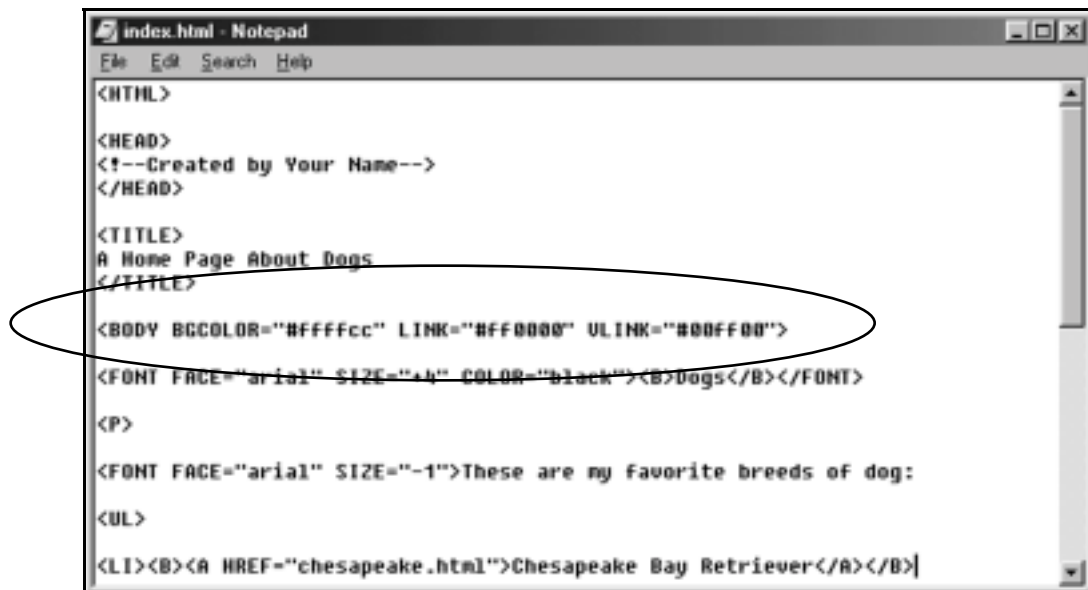 index.html - Notepad
File Edit Search Help
<HTML>
<HEAD>
<!--Created by Your Name-->
</HEAD>
<TITLE>
A Home Page About Dogs
</TITLE>
<BODY BGCOLOR="#ffffcc" LINK="#ff0000" VLINK="#00ff00">
<FONT FACE="arial" SIZE="+4" COLOR="black"><B>Dogs</B></FONT>
<P>
<FONT FACE="arial" SIZE="-1">These are my favorite breeds of dog:
<UL>
<LI><B><A HREF="chesapeake.html">Chesapeake Bay Retriever</A></B>